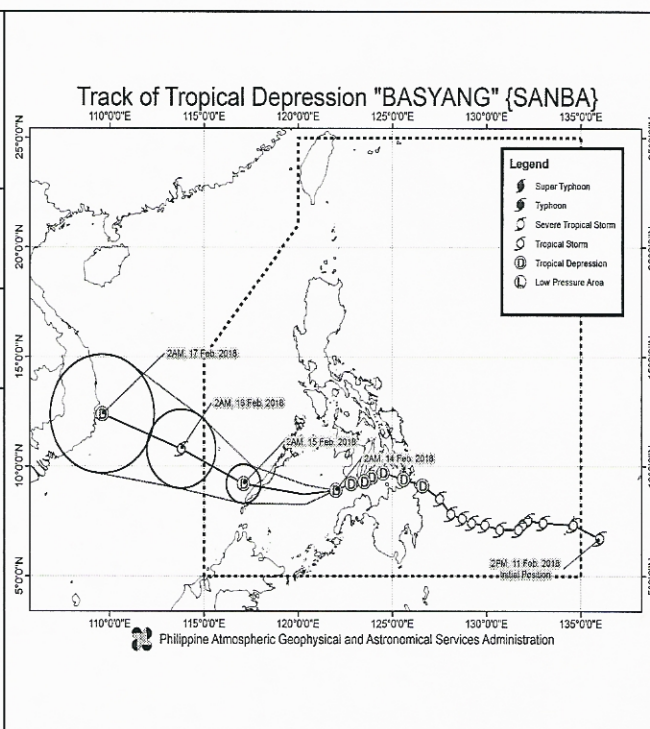 Track of Tropical Depression "BASYANG" {SANBA}
110°0'0"E 115°0'0"E 120°0'0"E 125°0'0"E 130°0'0"E 135°0'0"E
25°0'0"N
20°0'0"N
15°0'0"N
10°0'0"N
5°0'0"N
Legend
Super Typhoon
Typhoon
Severe Tropical Storm
Tropical Storm
D Tropical Depression
L Low Pressure Area
2AM, 17 Feb. 2018
2AM, 16 Feb. 2018
2AM, 15 Feb. 2018
2AM, 14 Feb. 2018
2PM, 11 Feb. 2018
Initial Position
110°0'0"E 115°0'0"E 120°0'0"E 125°0'0"E 130°0'0"E 135°0'0"E
Philippine Atmospheric Geophysical and Astronomical Services Administration